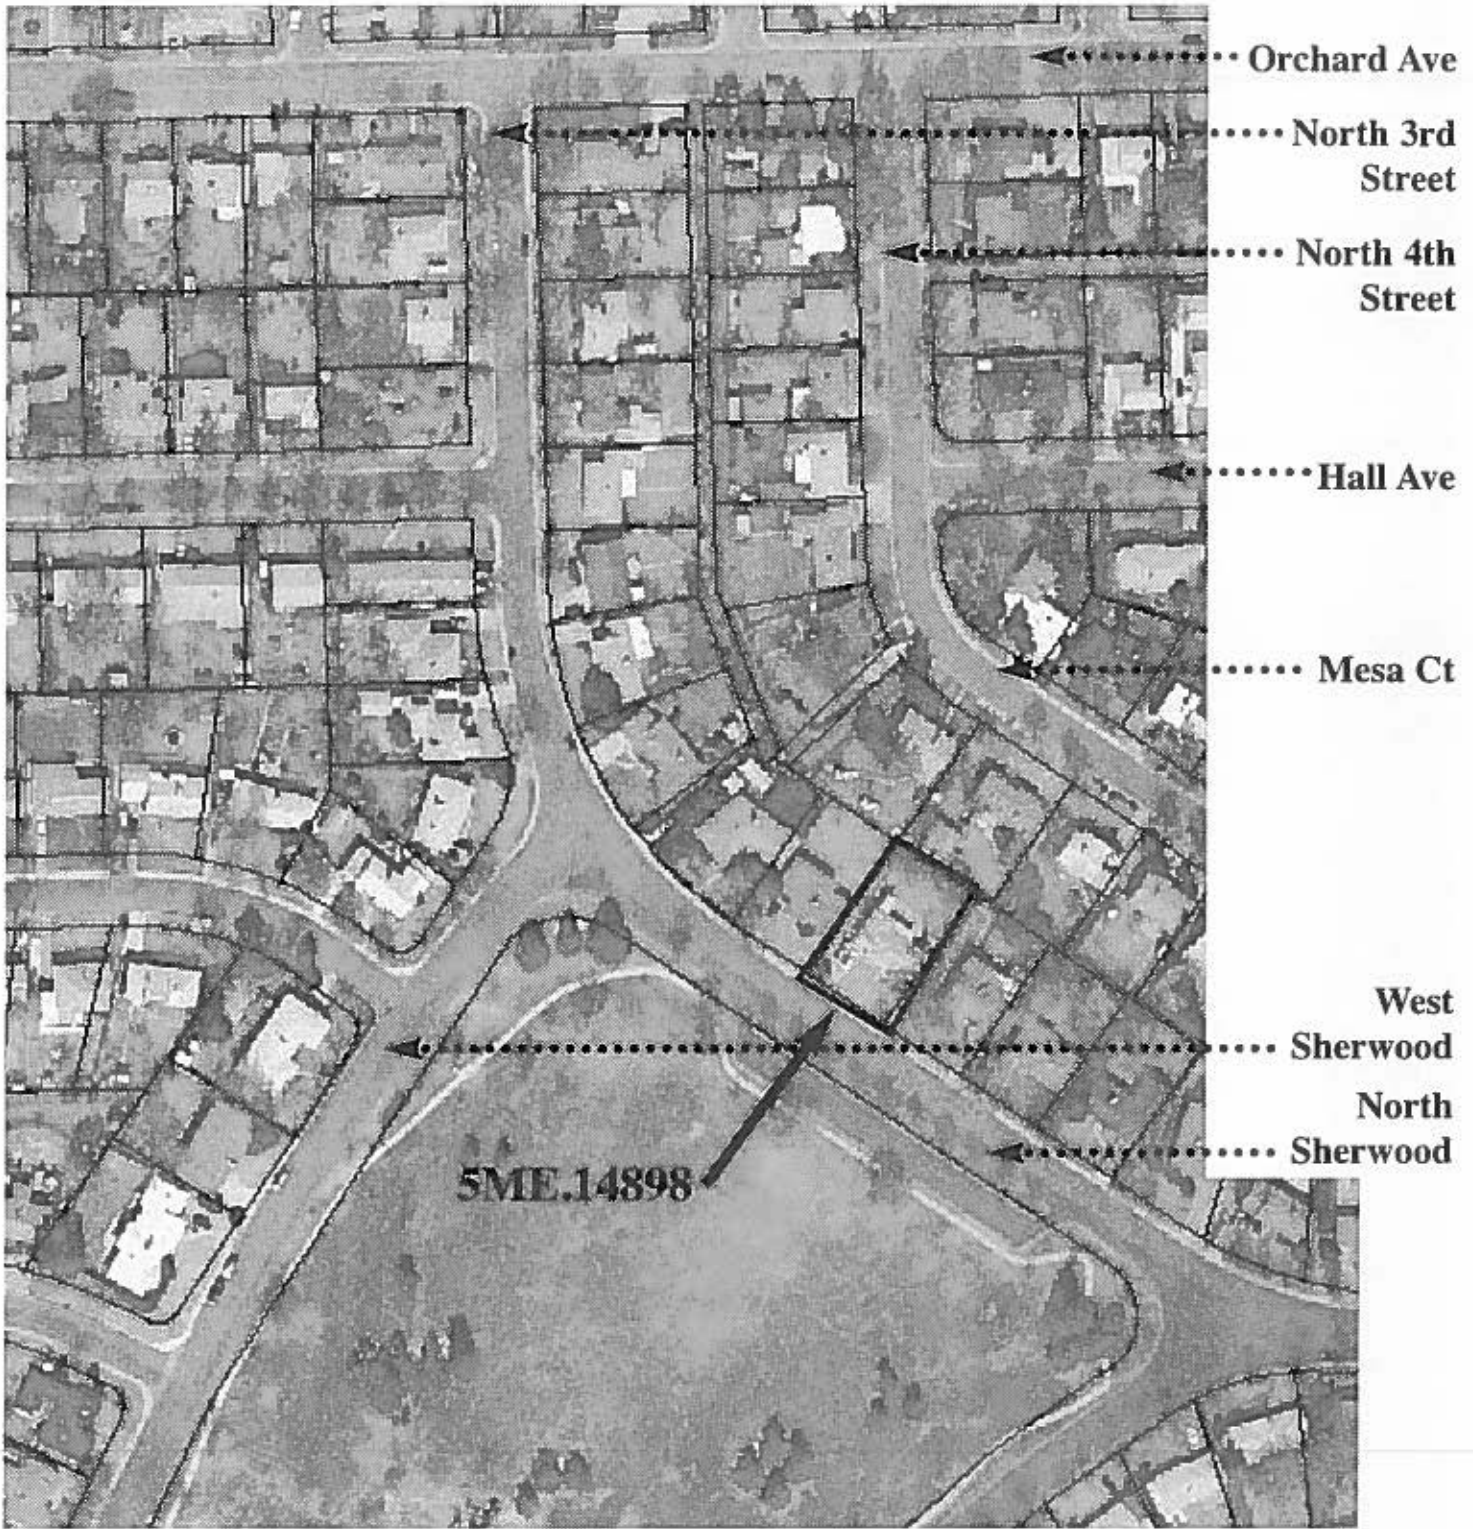 Orchard Ave
North 3rd
Street
North 4th
Street
Hall Ave
Mesa Ct
West
Sherwood
North
Sherwood
5ME.14898